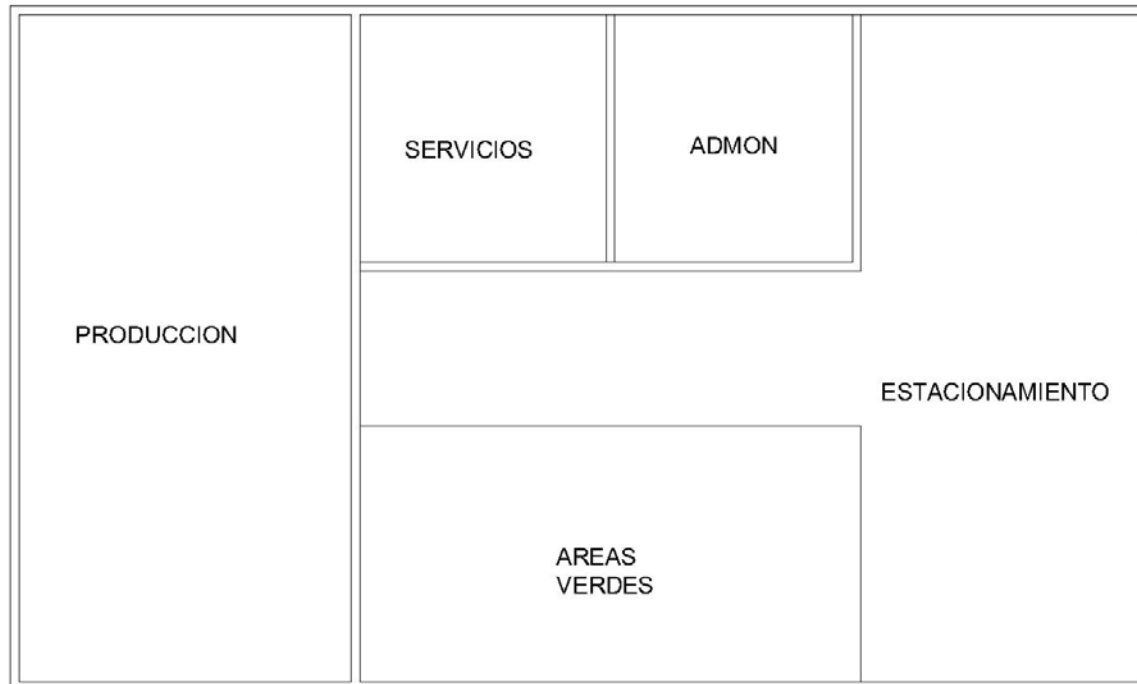 SERVICIOS
ADMON
PRODUCCION
ESTACIONAMIENTO
AREAS
VERDES